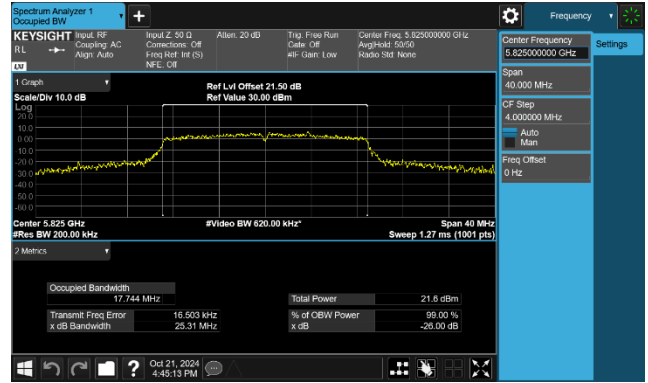 Spectrum Analyzer 1
Occupied BW
Frequency
KEYSIGHT Input: RF
Coupling: AC
Align: Auto
RL
LXI
Input Z: 50 Ω
Corrections: Off
Freq Ref: Int (S)
NFE: Off
Atten: 20 dB
Trig: Free Run
Gate: Off
#IF Gain: Low
Center Freq: 5.825000000 GHz
Avg|Hold: 50/50
Radio Std: None
Center Frequency
5.825000000 GHz
Settings
Span
40.000 MHz
CF Step
4.000000 MHz
Auto
Man
Freq Offset
0 Hz
1 Graph
Scale/Div 10.0 dB
Ref Lvl Offset 21.50 dB
Ref Value 30.00 dBm
Log
20.0
10.0
0.00
-10.0
-20.0
-30.0
-40.0
-50.0
-60.0
Center 5.825 GHz
#Video BW 620.00 kHz*
Span 40 MHz
#Res BW 200.00 kHz
Sweep 1.27 ms (1001 pts)
2 Metrics
Occupied Bandwidth
17.744 MHz
Total Power 21.6 dBm
Transmit Freq Error 16.503 kHz
% of OBW Power 99.00 %
x dB Bandwidth 25.31 MHz
x dB -26.00 dB
Oct 21, 2024
4:45:13 PM